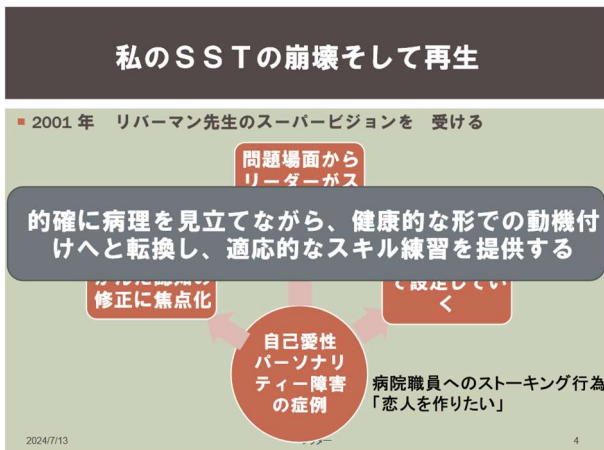 私のＳＳＴの崩壊そして再生
■ 2001 年　リバーマン先生のスーパービジョンを　受ける
問題場面から
リーダーがス
的確に病理を見立てながら、健康的な形での動機付
けへと転換し、適応的なスキル練習を提供する
修正に焦点化
て設定してい
く
自己愛性
パーソナリ
ティー障害
の症例
病院職員へのストーキング行為
「恋人を作りたい」
2024/7/13
4